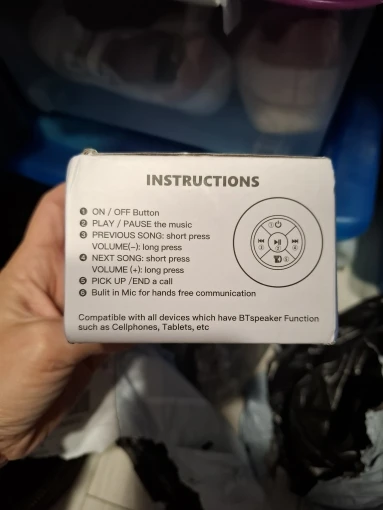 INSTRUCTIONS
❶ ON / OFF Button
❷ PLAY / PAUSE the music
❸ PREVIOUS SONG: short press
VOLUME(−): long press
❹ NEXT SONG: short press
VOLUME (+): long press
❺ PICK UP /END a call
❻ Bulit in Mic for hands free communication
Compatible with all devices which have BTspeaker Function
such as Cellphones, Tablets, etc